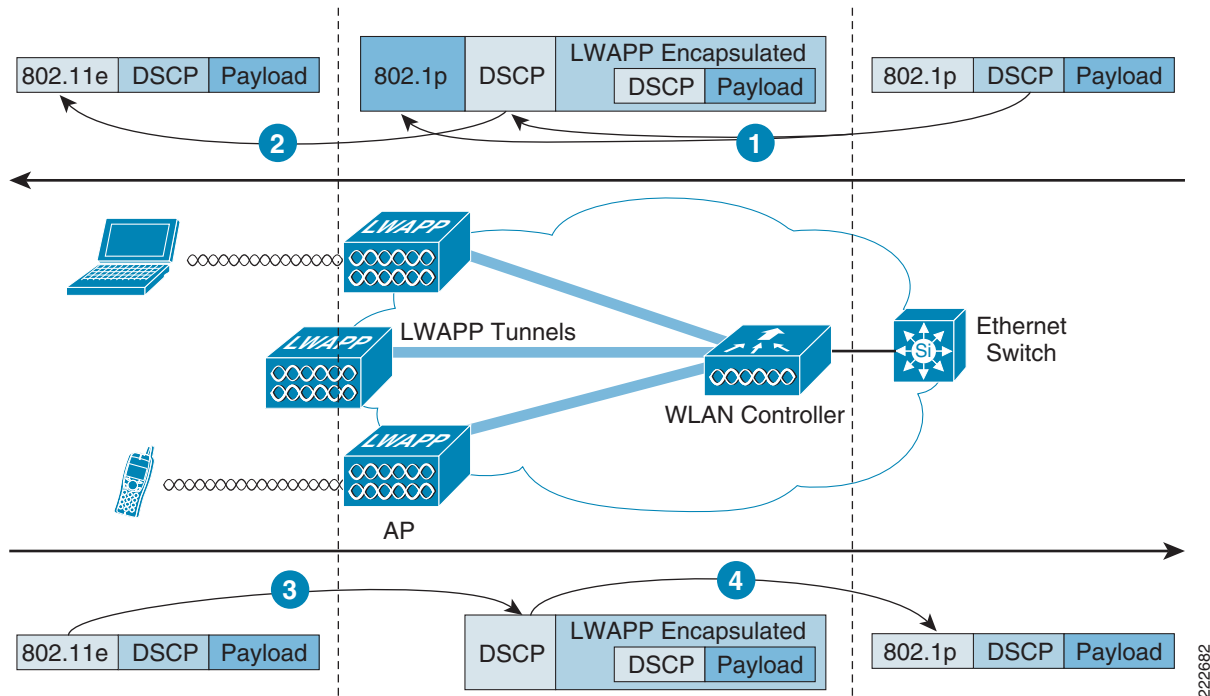 802.11e DSCP Payload
802.1p DSCP LWAPP Encapsulated
DSCP Payload
802.1p DSCP Payload
2
1
LWAPP
LWAPP
LWAPP Tunnels
LWAPP
AP
WLAN Controller
Si
Ethernet
Switch
3
4
802.11e DSCP Payload
DSCP LWAPP Encapsulated
DSCP Payload
802.1p DSCP Payload
222682